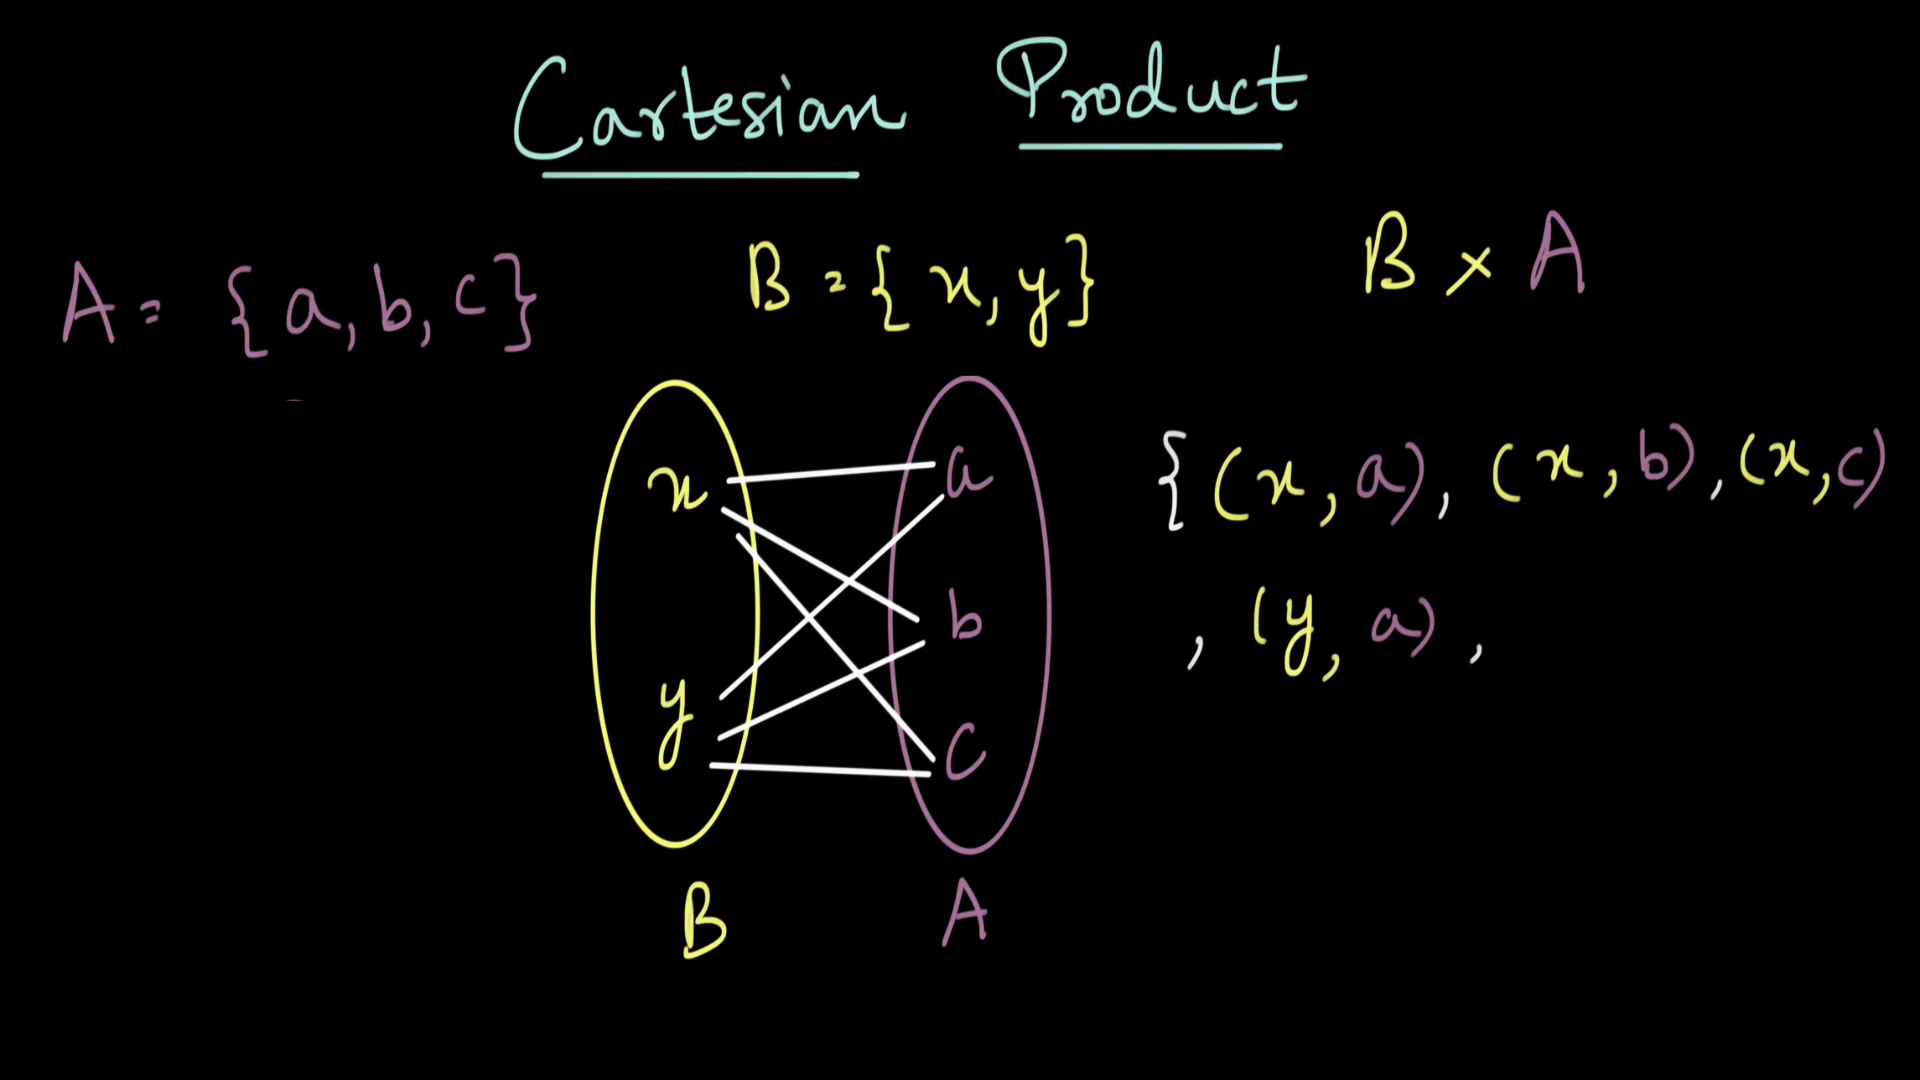 Cartesian Product
A = {a, b, c} B = {x, y} B × A
{(x, a), (x, b), (x, c)
, (y, a),
x a
b
y
c
B A